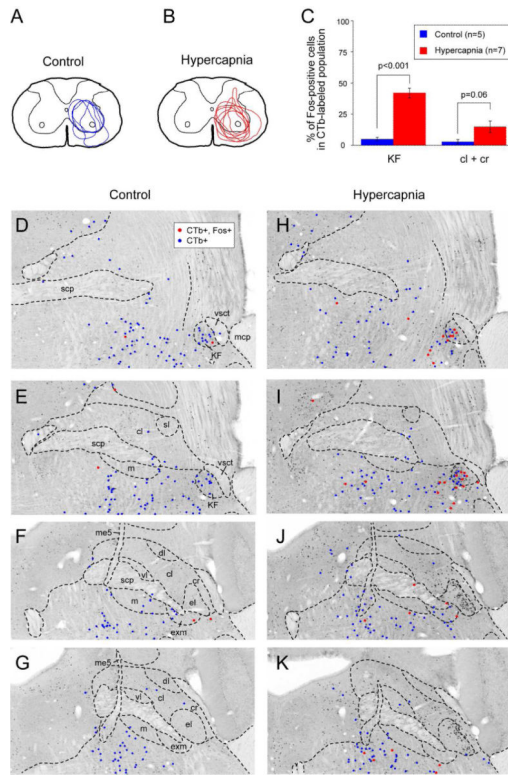 A
Control
B
Hypercapnia
C
% of Fos-positive cells
in CTb-labeled population
100
75
50
25
0
Control (n=5)
Hypercapnia (n=7)
p<0.001
p=0.06
KF
cl + cr
Control
Hypercapnia
D
CTb+, Fos+
CTb+
scp
vsct
mcp
KF
H
E
sl
cl
scp
m
vsct
KF
I
F
me5
dl
scp
vl
cl
cr
m
el
exm
J
G
me5
dl
vl
cl
cr
m
el
exm
K